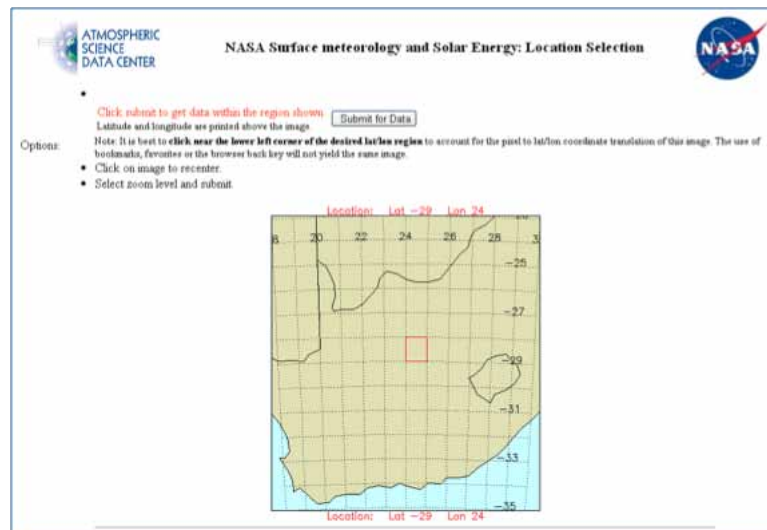 ATMOSPHERIC
SCIENCE
DATA CENTER
NASA Surface meteorology and Solar Energy: Location Selection
NASA
Options:
Click submit to get data within the region shown.
Submit for Data
Latitude and longitude are printed above the image.
Note: It is best to click near the lower left corner of the desired lat/lon region to account for the pixel to lat/lon coordinate translation of this image. The use of
bookmarks, favorites or the browser back key will not yield the same image.
Click on image to recenter.
Select zoom level and submit.
Location: Lat -29 Lon 24
8 20 22 24 26 28 3
-25
-27
-29
-31
-33
-35
Location: Lat -29 Lon 24